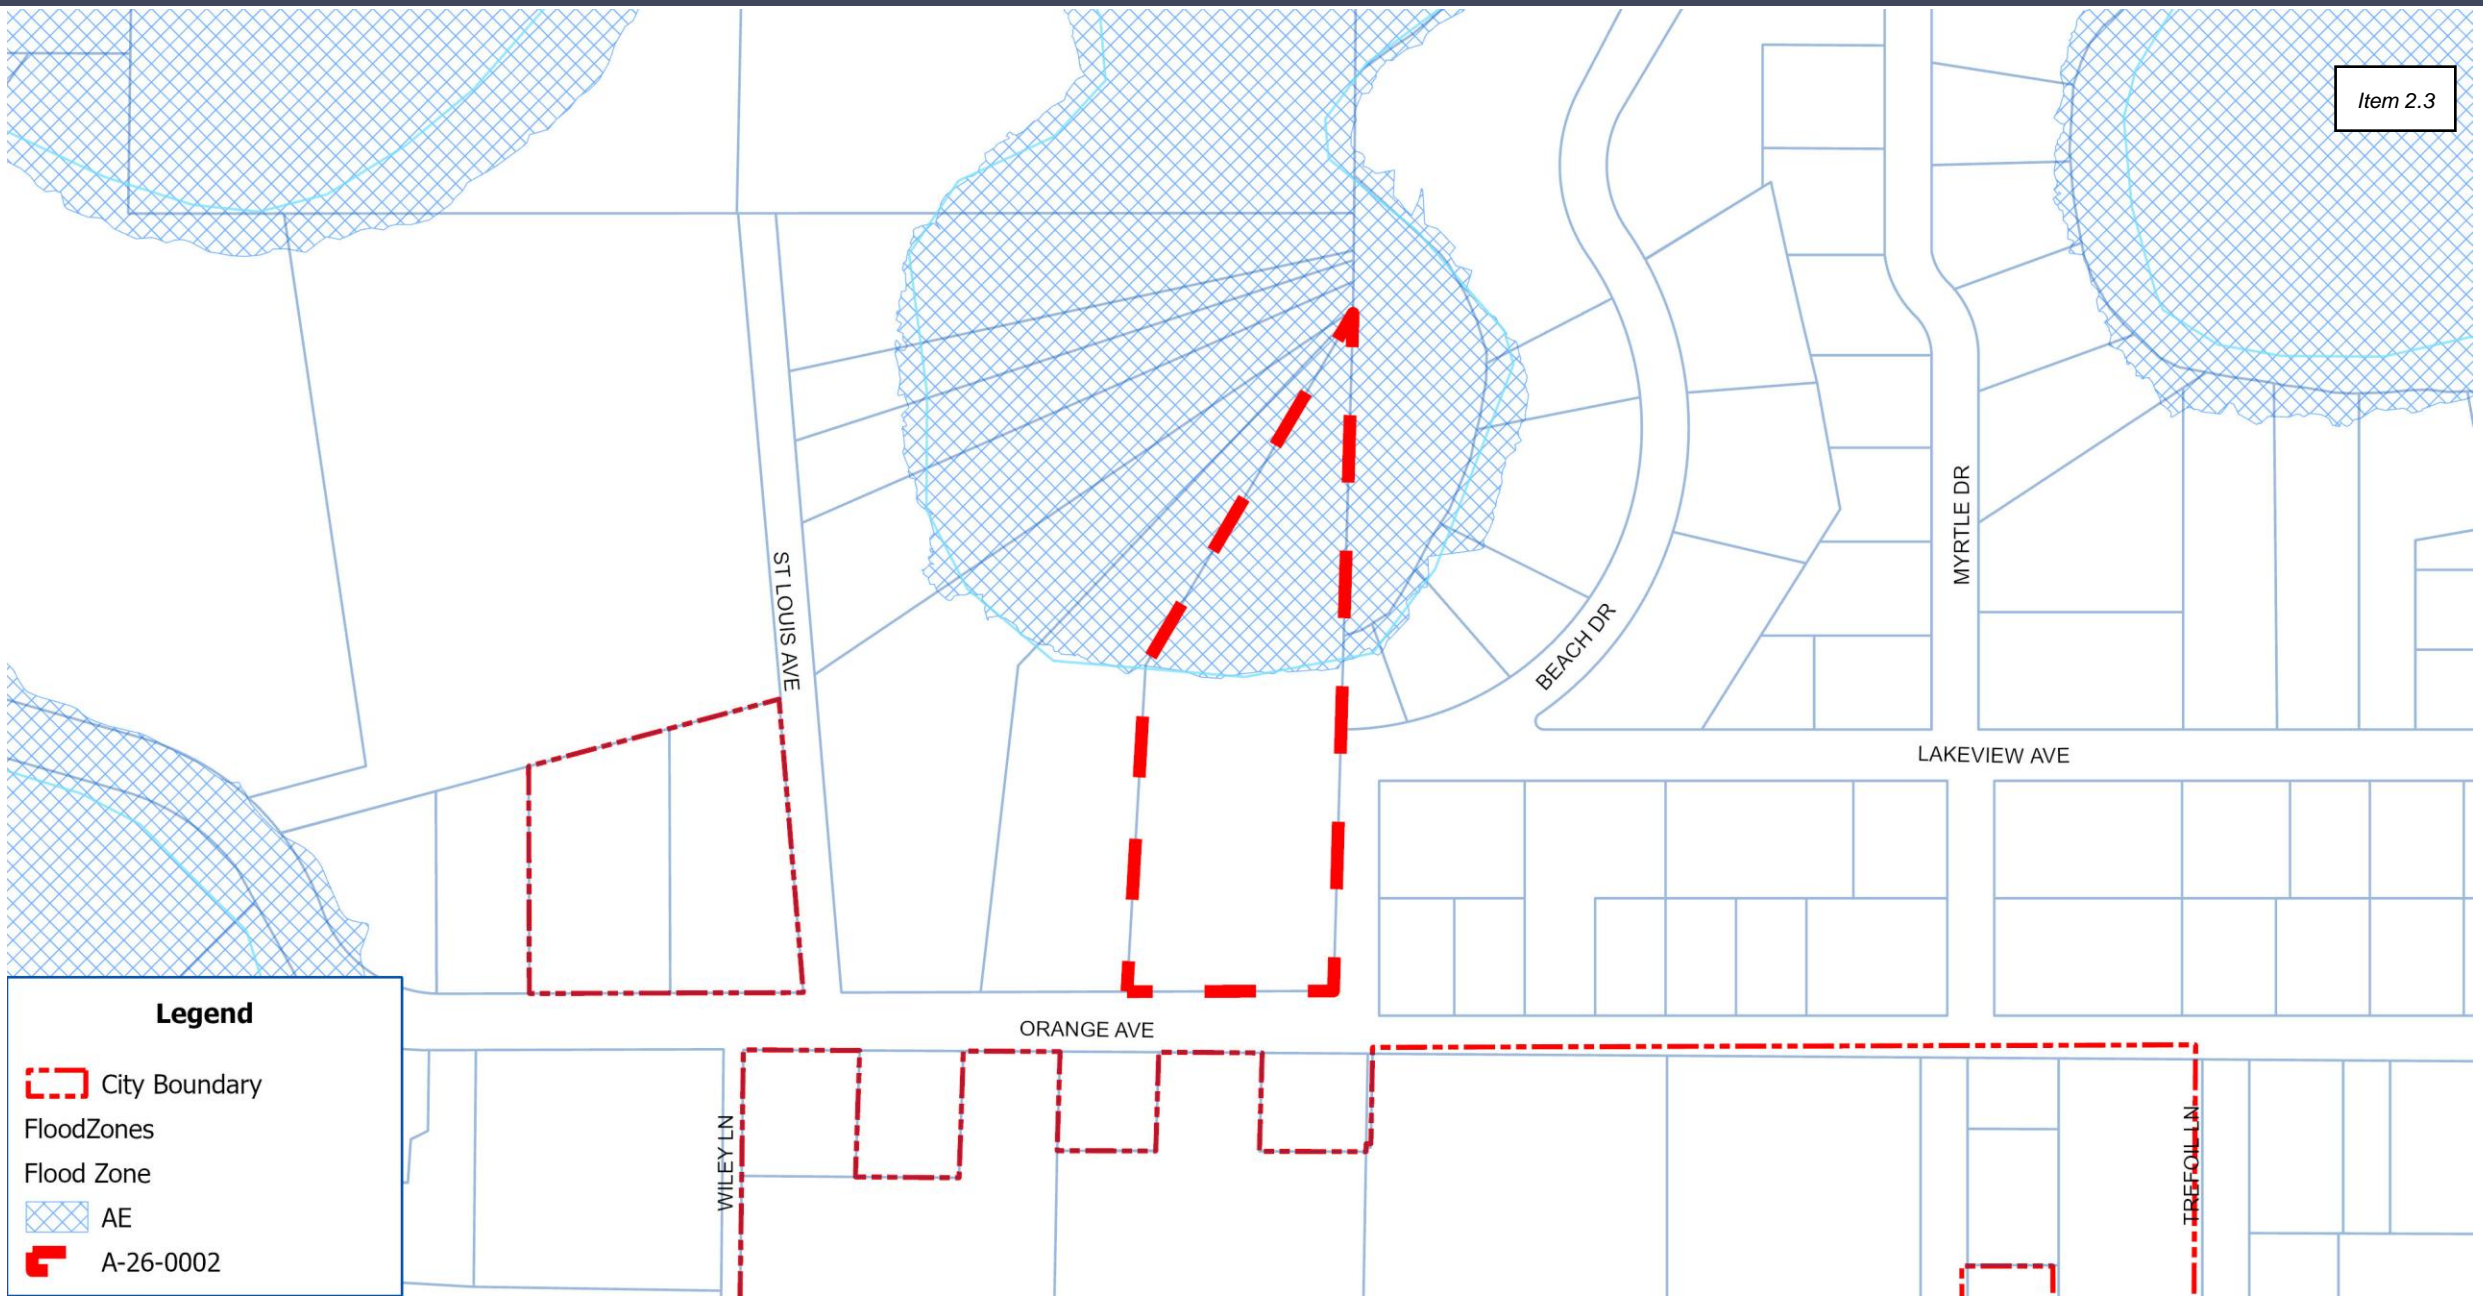 Item 2.3
ST LOUIS AVE
MYRTLE DR
BEACH DR
LAKEVIEW AVE
ORANGE AVE
WILEY LN
TREFOIL LN
Legend
City Boundary
FloodZones
Flood Zone
AE
A-26-0002